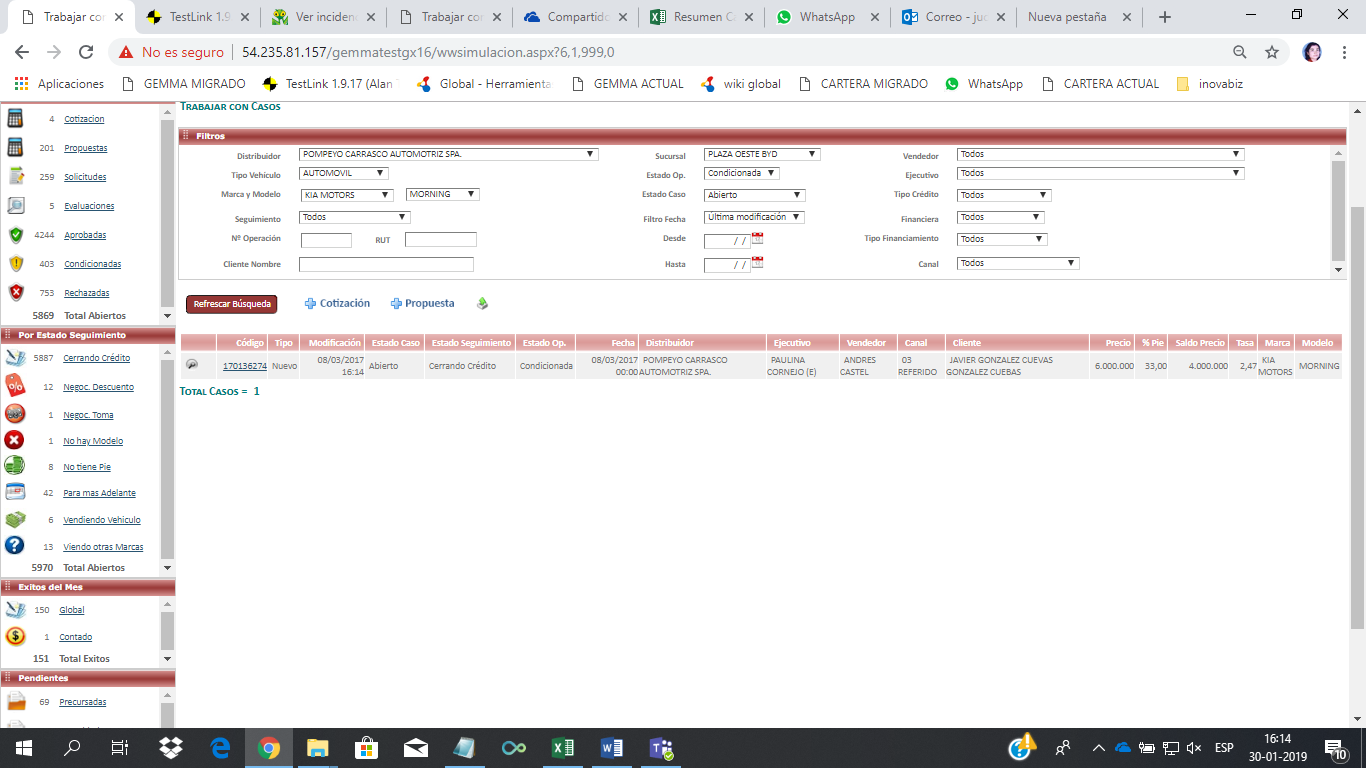 Trabajar con
TestLink 1.9
Ver inciden
Trabajar con
Compartido
Resumen C
WhatsApp
Correo - juc
Nueva pestaña
No es seguro | 54.235.81.157/gemmatestgx16/wwsimulacion.aspx?6,1,999,0
Aplicaciones GEMMA MIGRADO TestLink 1.9.17 (Alan Global - Herramienta GEMMA ACTUAL wiki global CARTERA MIGRADO WhatsApp CARTERA ACTUAL inovabiz
4 Cotizacion
201 Propuestas
259 Solicitudes
5 Evaluaciones
4244 Aprobadas
403 Condicionadas
753 Rechazadas
5869 Total Abiertos
Por Estado Seguimiento
5887 Cerrando Crédito
12 Negoc. Descuento
1 Negoc. Toma
1 No hay Modelo
8 No tiene Pie
42 Para mas Adelante
6 Vendiendo Vehiculo
13 Viendo otras Marcas
5970 Total Abiertos
Exitos del Mes
150 Global
1 Contado
151 Total Exitos
Pendientes
69 Precursadas
TRABAJAR CON CASOS
Filtros
Distribuidor POMPEYO CARRASCO AUTOMOTRIZ SPA. Sucursal PLAZA OESTE BYD Vendedor Todos
Tipo Vehículo AUTOMOVIL Estado Op. Condicionada Ejecutivo Todos
Marca y Modelo KIA MOTORS MORNING Estado Caso Abierto Tipo Crédito Todos
Seguimiento Todos Filtro Fecha Última modificación Financiera Todos
Nº Operación RUT Desde / / Tipo Financiamiento Todos
Cliente Nombre Hasta / / Canal Todos
Refrescar Búsqueda Cotización Propuesta
Código Tipo Modificación Estado Caso Estado Seguimiento Estado Op. Fecha Distribuidor Ejecutivo Vendedor Canal Cliente Precio % Pie Saldo Precio Tasa Marca Modelo
170136274 Nuevo 08/03/2017 16:14 Abierto Cerrando Crédito Condicionada 08/03/2017 00:00 POMPEYO CARRASCO AUTOMOTRIZ SPA. PAULINA CORNEJO (E) ANDRES CASTEL 03 REFERIDO JAVIER GONZALEZ CUEVAS GONZALEZ CUEBAS 6.000.000 33,00 4.000.000 2,47 KIA MOTORS MORNING
TOTAL CASOS = 1
ESP
16:14
30-01-2019
10